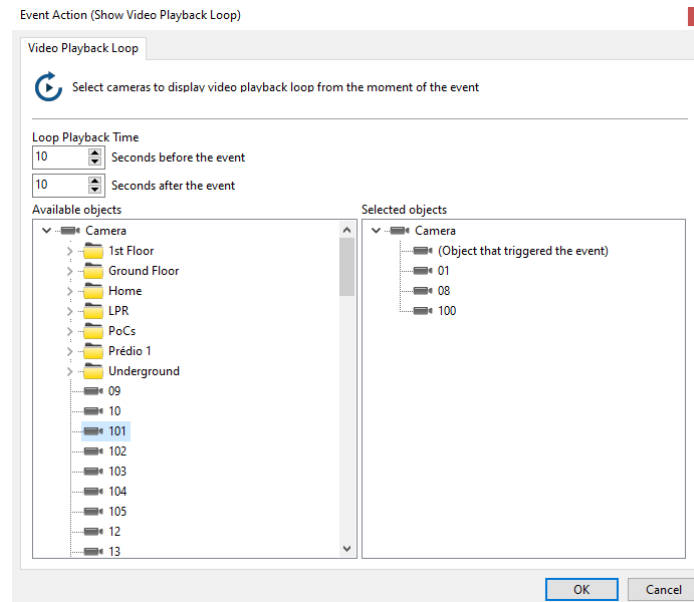 Event Action (Show Video Playback Loop)
Video Playback Loop
Select cameras to display video playback loop from the moment of the event
Loop Playback Time
10 Seconds before the event
10 Seconds after the event
Available objects
Camera
1st Floor
Ground Floor
Home
LPR
PoCs
Prédio 1
Underground
09
10
101
102
103
104
105
12
13
Selected objects
Camera
(Object that triggered the event)
01
08
100
OK Cancel